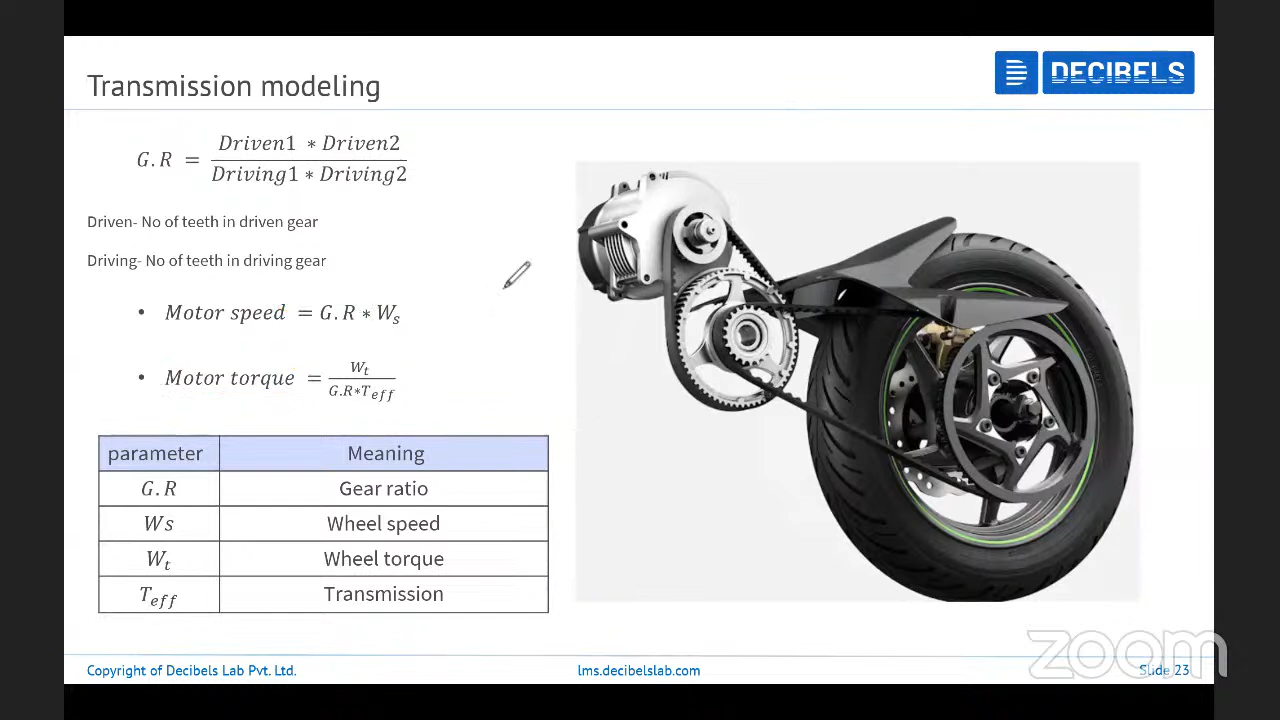 DECIBELS
Transmission modeling
G.R = Driven1 * Driven2 / Driving1 * Driving2
Driven- No of teeth in driven gear
Driving- No of teeth in driving gear
• Motor speed = G.R * Ws
• Motor torque = Wt / G.R*Teff
parameter Meaning
G.R Gear ratio
Ws Wheel speed
Wt Wheel torque
Teff Transmission
zoom
Copyright of Decibels Lab Pvt. Ltd. lms.decibelslab.com Slide 23